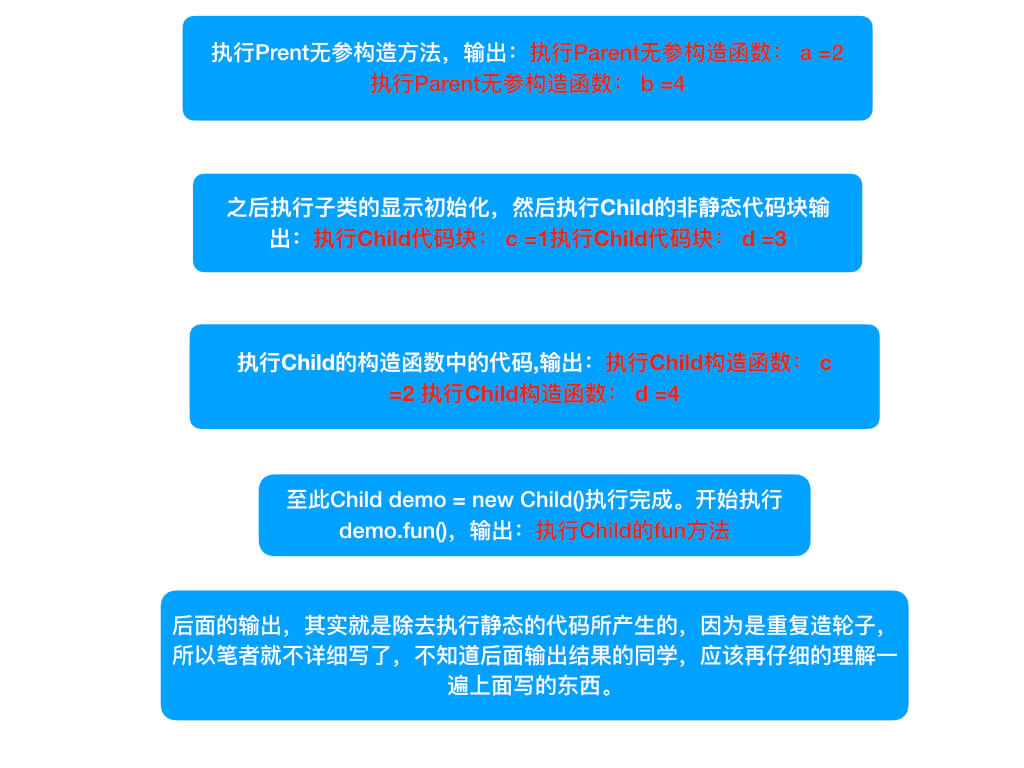 执行Prent无参构造方法，输出：执行Parent无参构造函数： a =2
执行Parent无参构造函数： b =4
之后执行子类的显示初始化，然后执行Child的非静态代码块输
出：执行Child代码块： c =1执行Child代码块： d =3
执行Child的构造函数中的代码,输出：执行Child构造函数： c
=2 执行Child构造函数： d =4
至此Child demo = new Child()执行完成。开始执行
demo.fun()，输出：执行Child的fun方法
后面的输出，其实就是除去执行静态的代码所产生的，因为是重复造轮子，
所以笔者就不详细写了，不知道后面输出结果的同学，应该再仔细的理解一
遍上面写的东西。